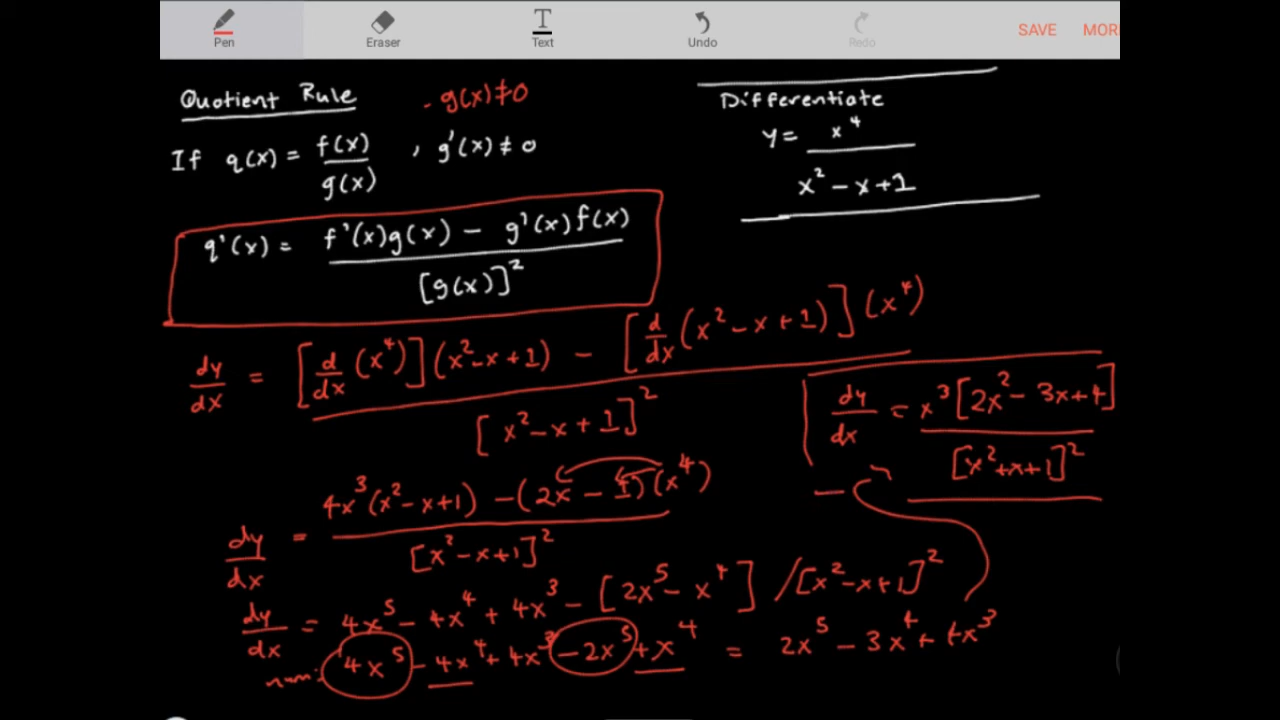 Pen Eraser Text Undo Redo SAVE MOR
Quotient Rule - g(x) ≠ 0
If q(x) = f(x)/g(x) , g'(x) ≠ 0
q'(x) = f'(x)g(x) - g'(x)f(x) / [g(x)]²
Differentiate
y = x⁴ / x² - x + 1
dy/dx = [d/dx (x⁴)](x² - x + 1) - [d/dx (x² - x + 1)](x⁴) / [x² - x + 1]²
dy/dx = 4x³(x² - x + 1) - (2x - 1)(x⁴) / [x² - x + 1]²
dy/dx = 4x⁵ - 4x⁴ + 4x³ - [2x⁵ - x⁴] / [x² - x + 1]²
num: 4x⁵ - 4x⁴ + 4x³ - 2x⁵ + x⁴ = 2x⁵ - 3x⁴ + 4x³
dy/dx = x³[2x² - 3x + 4] / [x² + x + 1]²